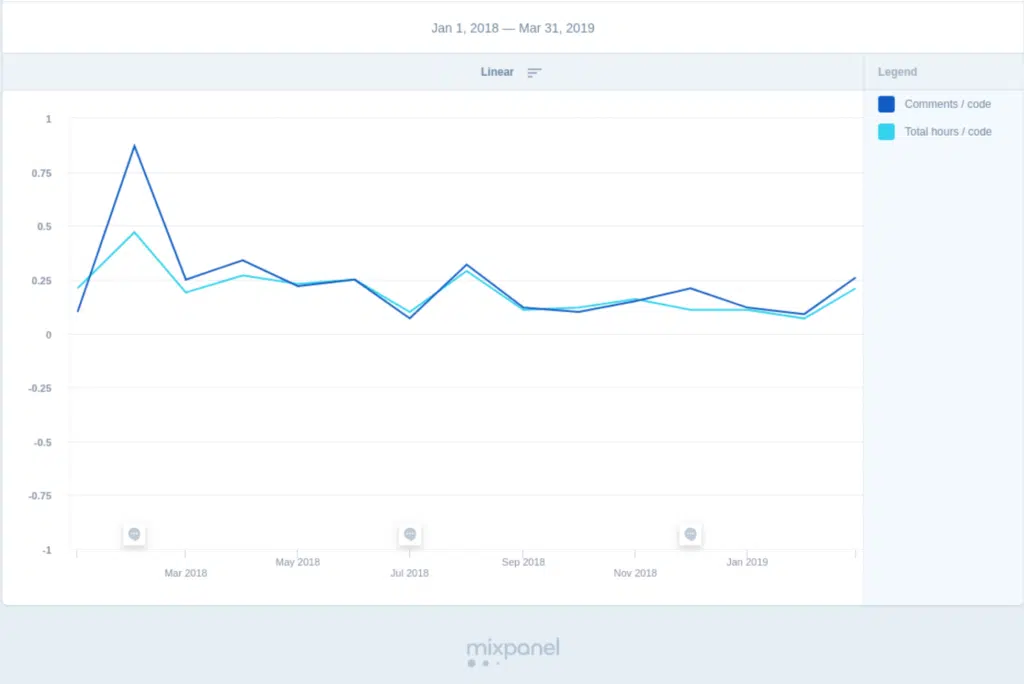 Jan 1, 2018 — Mar 31, 2019
Linear
Legend
Comments / code
Total hours / code
1
0.75
0.5
0.25
0
-0.25
-0.5
-0.75
-1
Mar 2018
May 2018
Jul 2018
Sep 2018
Nov 2018
Jan 2019
mixpanel